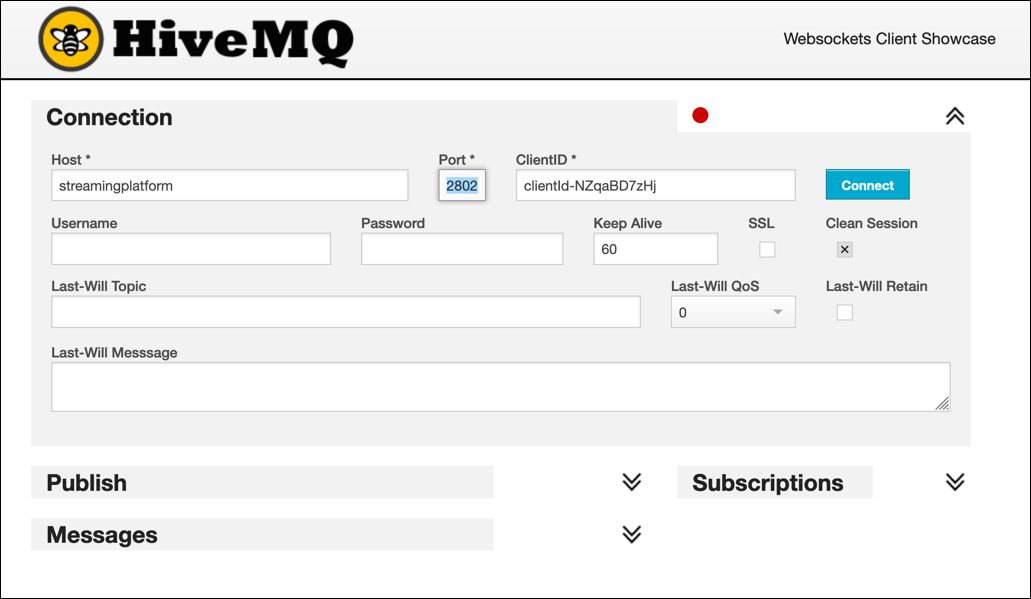 HiveMQ
Websockets Client Showcase
Connection
Host * Port * ClientID *
streamingplatform 2802 clientId-NZqaBD7zHj Connect
Username Password Keep Alive SSL Clean Session
60
Last-Will Topic Last-Will QoS Last-Will Retain
0
Last-Will Messsage
Publish Subscriptions
Messages